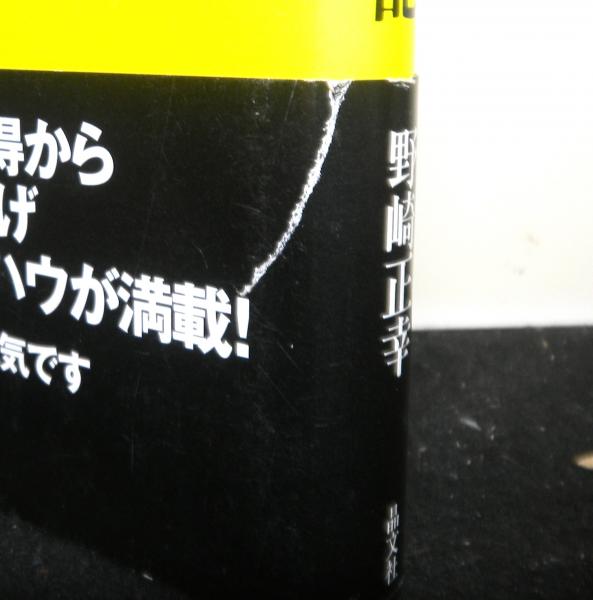 得から
げ
ハウが満載!
気です
野崎正幸
晶文社